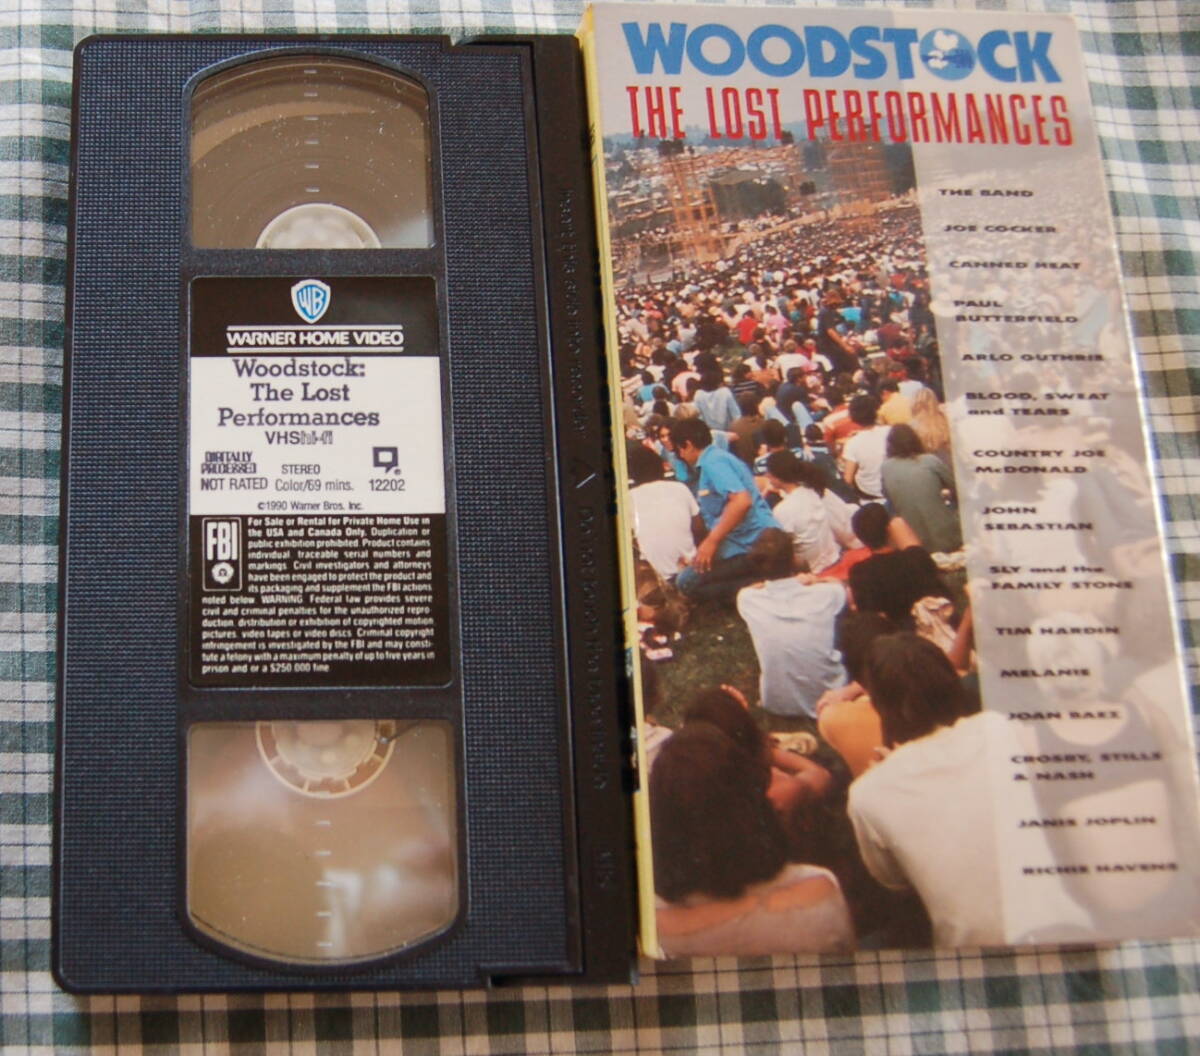 WB
WARNER HOME VIDEO
Woodstock:
The Lost
Performances
VHS hi-fi
DIGITALLY
PROCESSED
NOT RATED
STEREO
Color/69 mins.
12202
©1990 Warner Bros. Inc.
FBI
For Sale or Rental for Private Home Use in
the USA and Canada Only. Duplication or
public exhibition prohibited. Product contains
individual traceable serial numbers and
markings. Civil investigators and attorneys
have been engaged to protect the product and
its packaging and supplement the FBI actions
noted below. WARNING: Federal law provides severe
civil and criminal penalties for the unauthorized repro-
duction, distribution or exhibition of copyrighted motion
pictures, video tapes or video discs. Criminal copyright
infringement is investigated by the FBI and may consti-
tute a felony with a maximum penalty of up to five years in
prison and or a $250,000 fine
WOODSTOCK
THE LOST PERFORMANCES
THE BAND
JOE COCKER
CANNED HEAT
PAUL
BUTTERFIELD
ARLO GUTHRIE
BLOOD, SWEAT
and TEARS
COUNTRY JOE
McDONALD
JOHN
SEBASTIAN
SLY and the
FAMILY STONE
TIM HARDIN
MELANIE
JOAN BAEZ
CROSBY, STILLS
& NASH
JANIS JOPLIN
RICHIE HAVENS